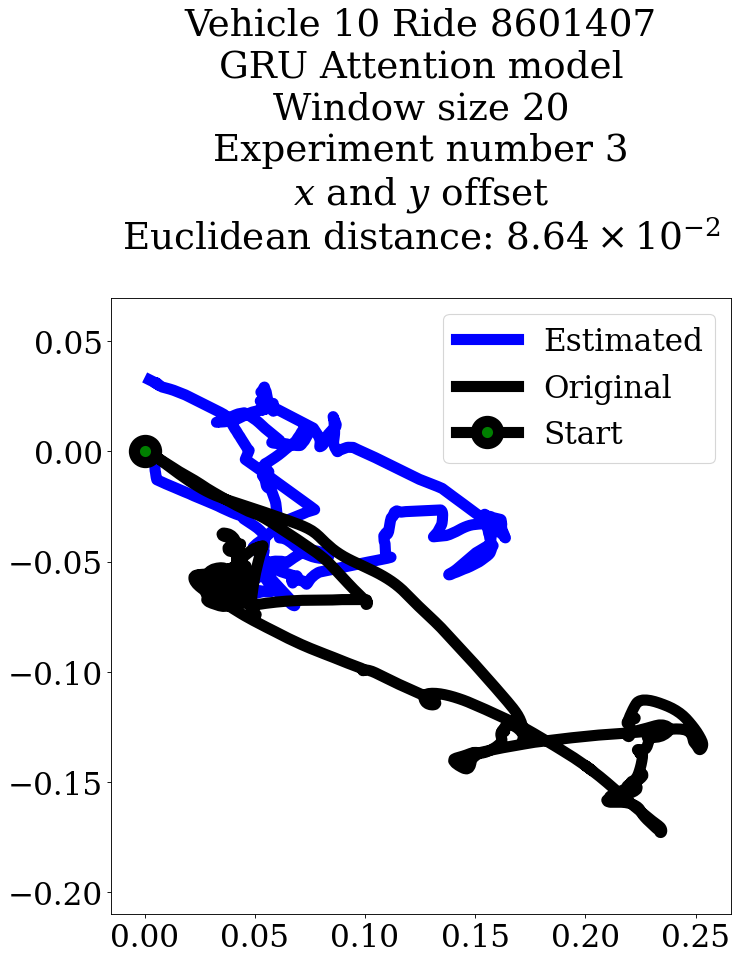 Vehicle 10 Ride 8601407
GRU Attention model
Window size 20
Experiment number 3
x and y offset
Euclidean distance: 8.64 × 10⁻²
Estimated
Original
Start
0.05
0.00
−0.05
−0.10
−0.15
−0.20
0.00 0.05 0.10 0.15 0.20 0.25